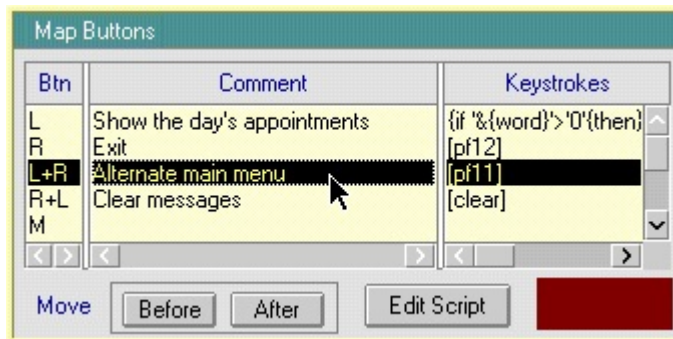 Map Buttons
Btn Comment Keystrokes
L Show the day's appointments {if '&{word}'>'0'{then}
R Exit [pf12]
L+R Alternate main menu [pf11]
R+L Clear messages [clear]
M
Move Before After Edit Script